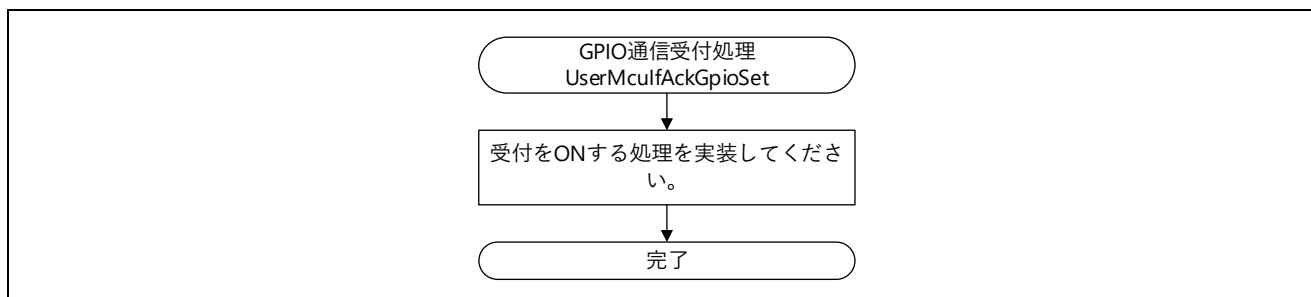 GPIO通信受付処理
UserMcuIfAckGpioSet
受付をONする処理を実装してくださ
い。
完了